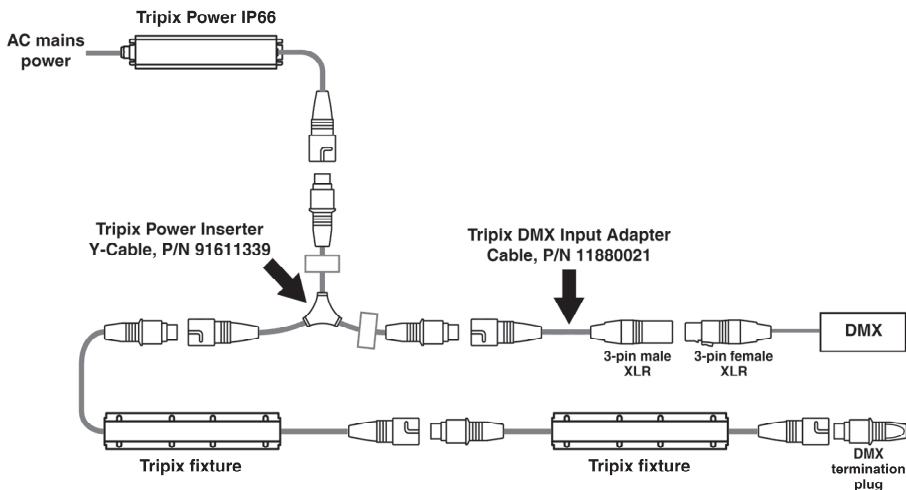 Tripix Power IP66
AC mains
power
Tripix Power Inserter
Y-Cable, P/N 91611339
Tripix DMX Input Adapter
Cable, P/N 11880021
3-pin male
XLR
3-pin female
XLR
DMX
Tripix fixture
Tripix fixture
DMX
termination
plug